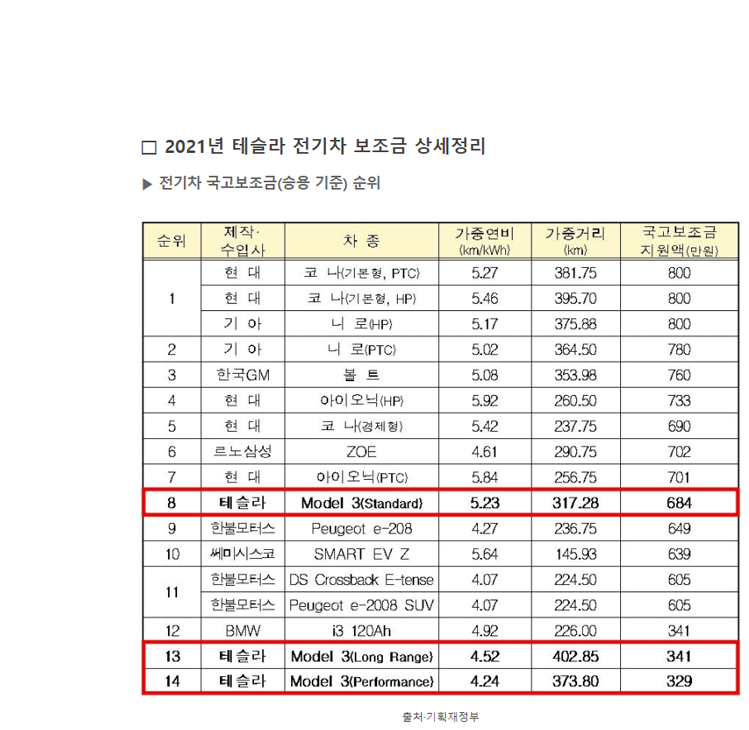 □ 2021년 테슬라 전기차 보조금 상세정리
▶ 전기차 국고보조금(승용 기준) 순위
순위 제작· 수입사 차 종 가중연비 (km/kWh) 가중거리 (km) 국고보조금 지원액(만원)
1 현 대 코 나(기본형, PTC) 5.27 381.75 800
현 대 코 나(기본형, HP) 5.46 395.70 800
기 아 니 로(HP) 5.17 375.88 800
2 기 아 니 로(PTC) 5.02 364.50 780
3 한국GM 볼 트 5.08 353.98 760
4 현 대 아이오닉(HP) 5.92 260.50 733
5 현 대 코 나(경제형) 5.42 237.75 690
6 르노삼성 ZOE 4.61 290.75 702
7 현 대 아이오닉(PTC) 5.84 256.75 701
8 테슬라 Model 3(Standard) 5.23 317.28 684
9 한불모터스 Peugeot e-208 4.27 236.75 649
10 쎄미시스코 SMART EV Z 5.64 145.93 639
11 한불모터스 DS Crossback E-tense 4.07 224.50 605
한불모터스 Peugeot e-2008 SUV 4.07 224.50 605
12 BMW i3 120Ah 4.92 226.00 341
13 테슬라 Model 3(Long Range) 4.52 402.85 341
14 테슬라 Model 3(Performance) 4.24 373.80 329
출처·기획재정부